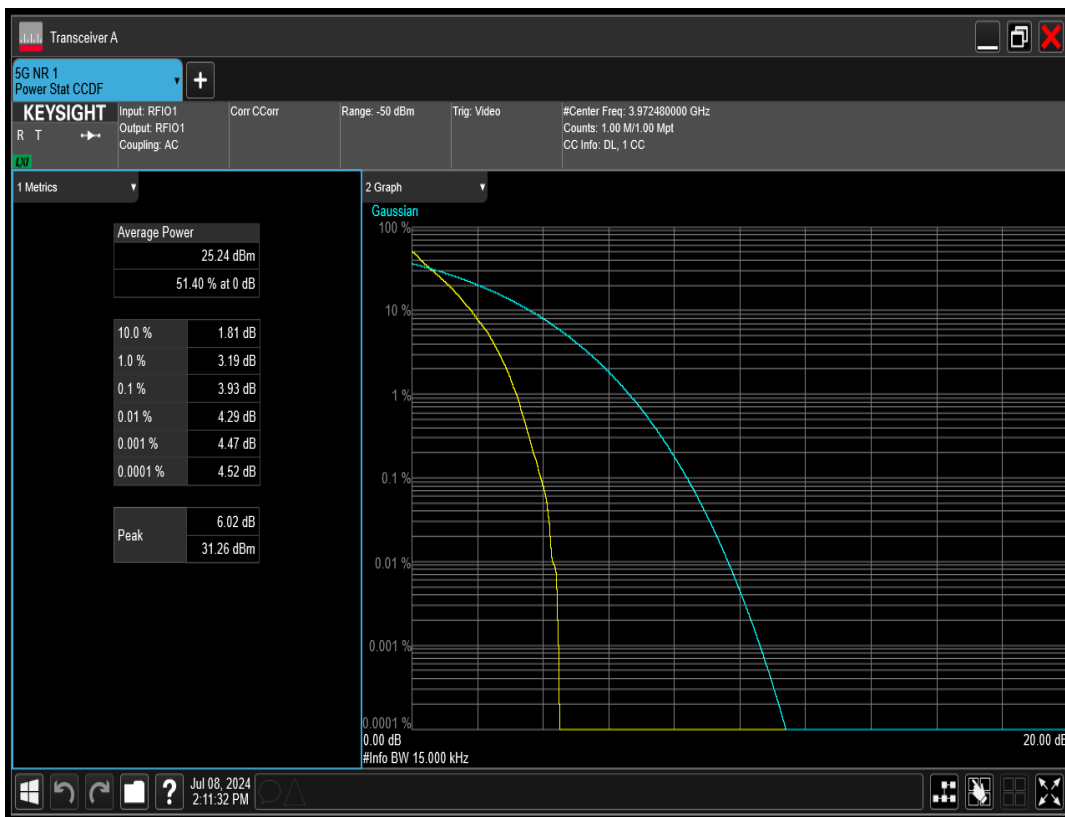 Transceiver A
5G NR 1
Power Stat CCDF
+
KEYSIGHT
R T
LXI
Input: RFIO1
Output: RFIO1
Coupling: AC
Corr CCorr
Range: -50 dBm
Trig: Video
#Center Freq: 3.972480000 GHz
Counts: 1.00 M/1.00 Mpt
CC Info: DL, 1 CC
1 Metrics
Average Power
25.24 dBm
51.40 % at 0 dB
10.0 % 1.81 dB
1.0 % 3.19 dB
0.1 % 3.93 dB
0.01 % 4.29 dB
0.001 % 4.47 dB
0.0001 % 4.52 dB
Peak 6.02 dB
31.26 dBm
2 Graph
Gaussian
100 %
10 %
1 %
0.1 %
0.01 %
0.001 %
0.0001 %
0.00 dB 20.00 dB
#Info BW 15.000 kHz
?
Jul 08, 2024
2:11:32 PM